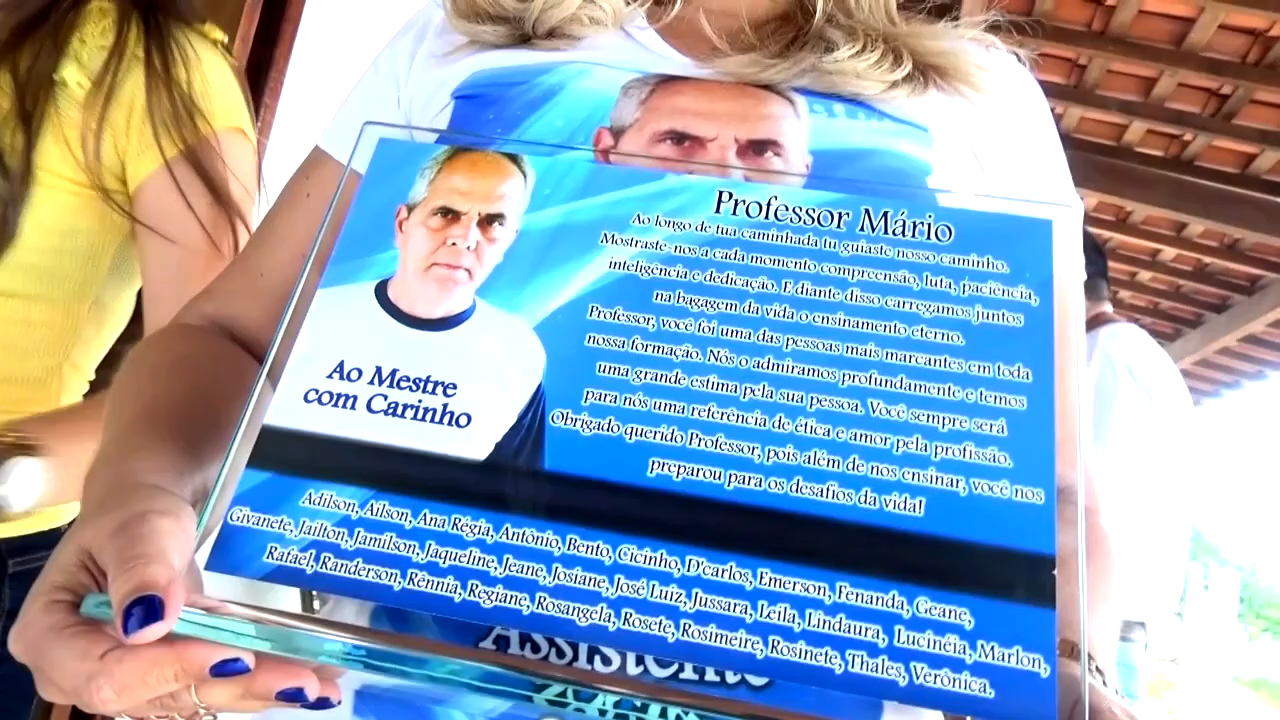 Professor Mário
Ao longo de tua caminhada tu guiaste nosso caminho.
Mostraste-nos a cada momento compreensão, luta, paciência,
inteligência e dedicação. E diante disso carregamos juntos
na bagagem da vida o ensinamento eterno.
Professor, você foi uma das pessoas mais marcantes em toda
nossa formação. Nós o admiramos profundamente e temos
uma grande estima pela sua pessoa. Você sempre será
para nós uma referência de ética e amor pela profissão.
Obrigado querido Professor, pois além de nos ensinar, você nos
preparou para os desafios da vida!
Ao Mestre
com Carinho
Adilson, Ailson, Ana Régia, Antônio, Bento, Cicinho, D'carlos, Emerson, Fenanda, Geane,
Givanete, Jailton, Jamilson, Jaqueline, Jeane, Josiane, José Luiz, Jussara, Leila, Lindaura, Lucinéia, Marlon,
Rafael, Randerson, Rênnia, Regiane, Rosangela, Rosete, Rosimeire, Rosinete, Thales, Verônica.
Assistente